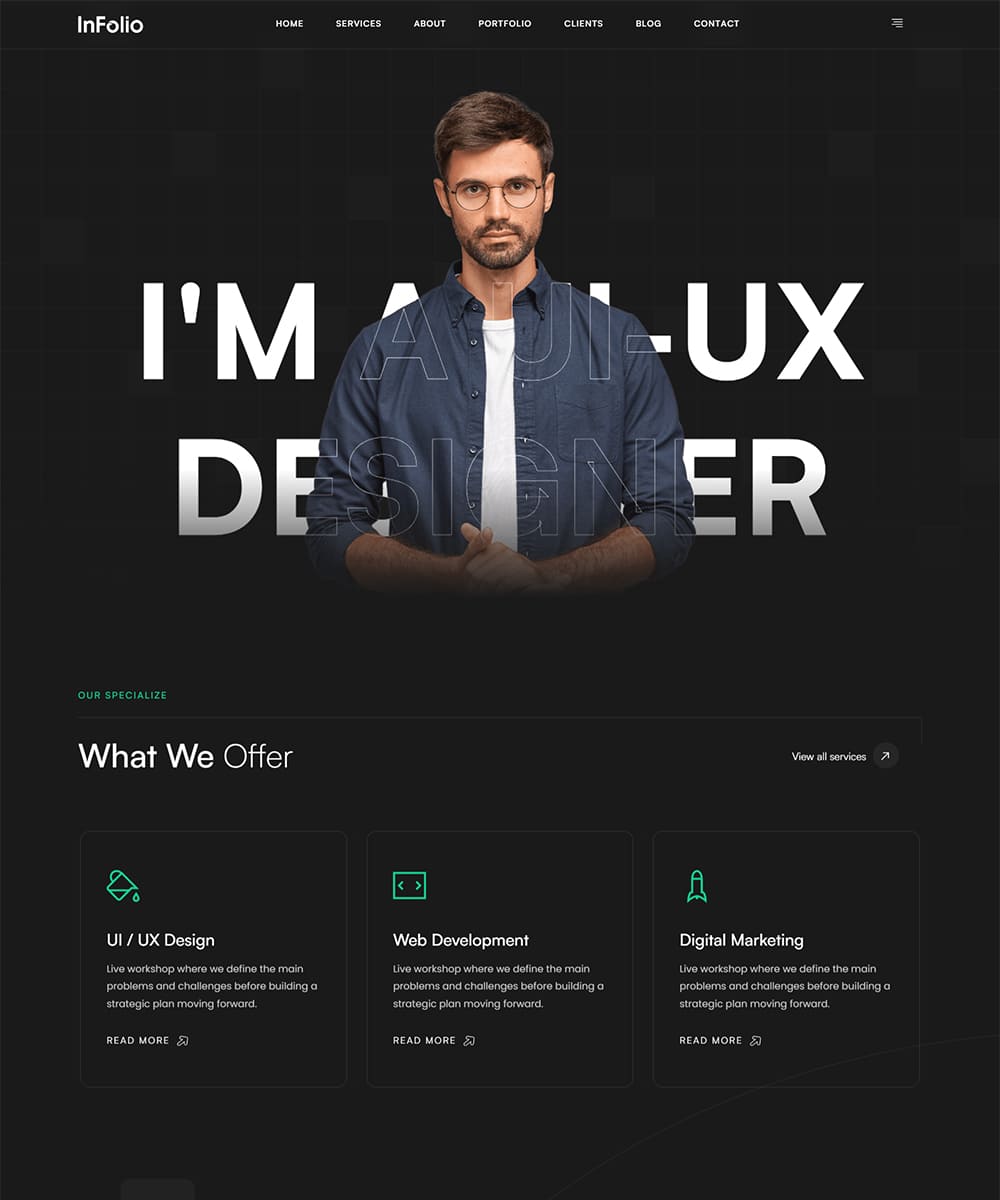 InFolio
HOME SERVICES ABOUT PORTFOLIO CLIENTS BLOG CONTACT
I'M A UI-UX
DESIGNER
OUR SPECIALIZE
What We Offer
View all services
UI / UX Design
Live workshop where we define the main
problems and challenges before building a
strategic plan moving forward.
READ MORE
Web Development
Live workshop where we define the main
problems and challenges before building a
strategic plan moving forward.
READ MORE
Digital Marketing
Live workshop where we define the main
problems and challenges before building a
strategic plan moving forward.
READ MORE